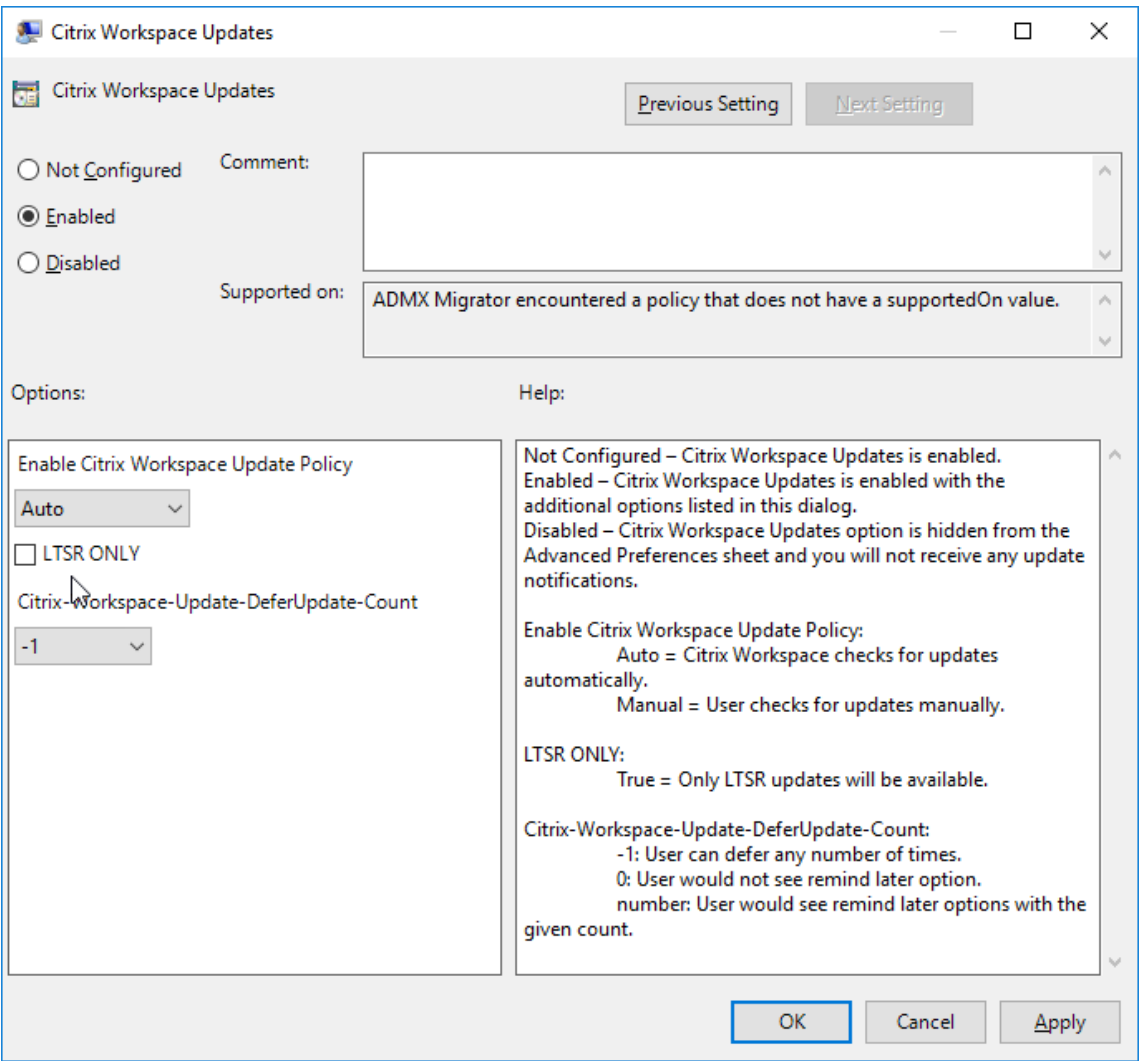 Citrix Workspace Updates
Citrix Workspace Updates
Previous Setting
Next Setting
Not Configured
Enabled
Disabled
Comment:
Supported on:
ADMX Migrator encountered a policy that does not have a supportedOn value.
Options:
Help:
Enable Citrix Workspace Update Policy
Auto
LTSR ONLY
Citrix-Workspace-Update-DeferUpdate-Count
-1
Not Configured – Citrix Workspace Updates is enabled.
Enabled – Citrix Workspace Updates is enabled with the
additional options listed in this dialog.
Disabled – Citrix Workspace Updates option is hidden from the
Advanced Preferences sheet and you will not receive any update
notifications.
Enable Citrix Workspace Update Policy:
Auto = Citrix Workspace checks for updates
automatically.
Manual = User checks for updates manually.
LTSR ONLY:
True = Only LTSR updates will be available.
Citrix-Workspace-Update-DeferUpdate-Count:
-1: User can defer any number of times.
0: User would not see remind later option.
number: User would see remind later options with the
given count.
OK
Cancel
Apply